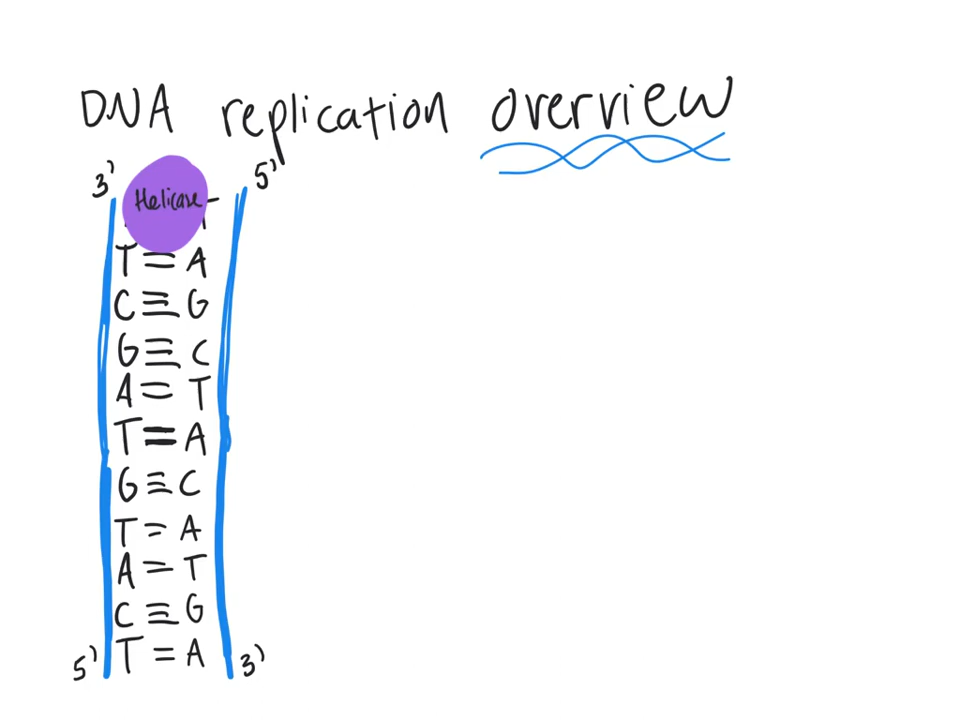 DNA replication overview
3' 5'
Helicase
T = A
C ≡ G
G ≡ C
A = T
T = A
G ≡ C
T = A
A = T
C ≡ G
5' T = A 3'